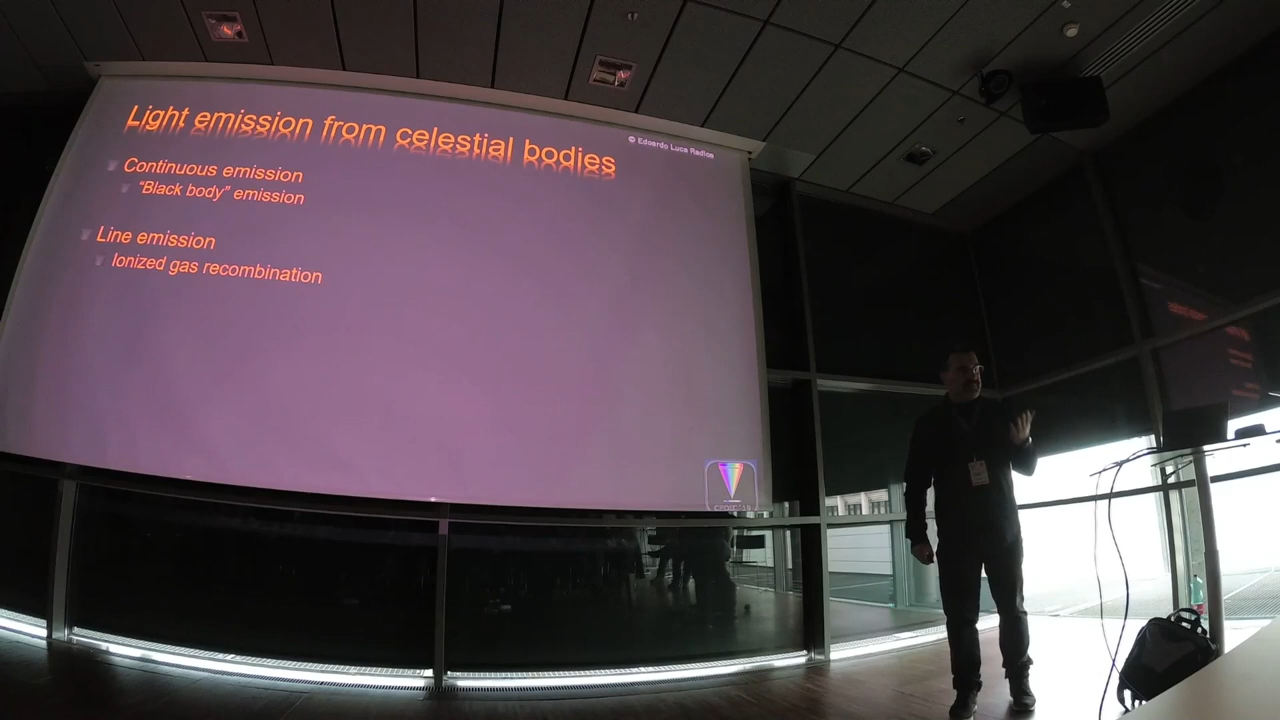 Light emission from celestial bodies
© Edoardo Luca Radice
Continuous emission
“Black body” emission
Line emission
Ionized gas recombination